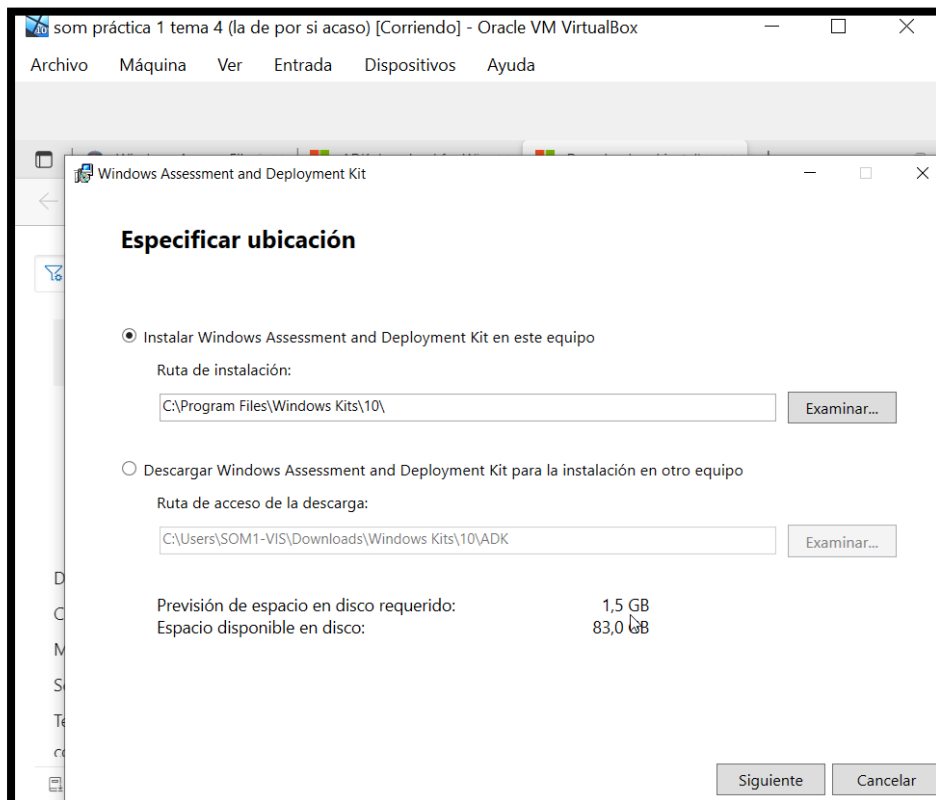 som práctica 1 tema 4 (la de por si acaso) [Corriendo] - Oracle VM VirtualBox
Archivo Máquina Ver Entrada Dispositivos Ayuda
Windows Assessment and Deployment Kit
Especificar ubicación
Instalar Windows Assessment and Deployment Kit en este equipo
Ruta de instalación:
C:\Program Files\Windows Kits\10\
Examinar...
Descargar Windows Assessment and Deployment Kit para la instalación en otro equipo
Ruta de acceso de la descarga:
C:\Users\SOM1-VIS\Downloads\Windows Kits\10\ADK
Examinar...
Previsión de espacio en disco requerido: 1,5 GB
Espacio disponible en disco: 83,0 GB
Siguiente Cancelar